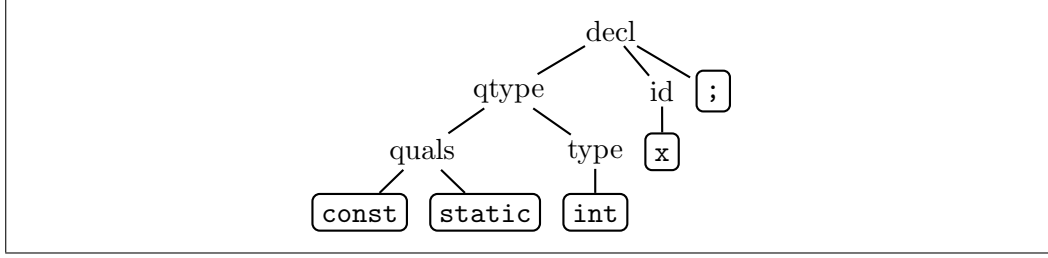 decl
qtype id ;
quals type x
const static int